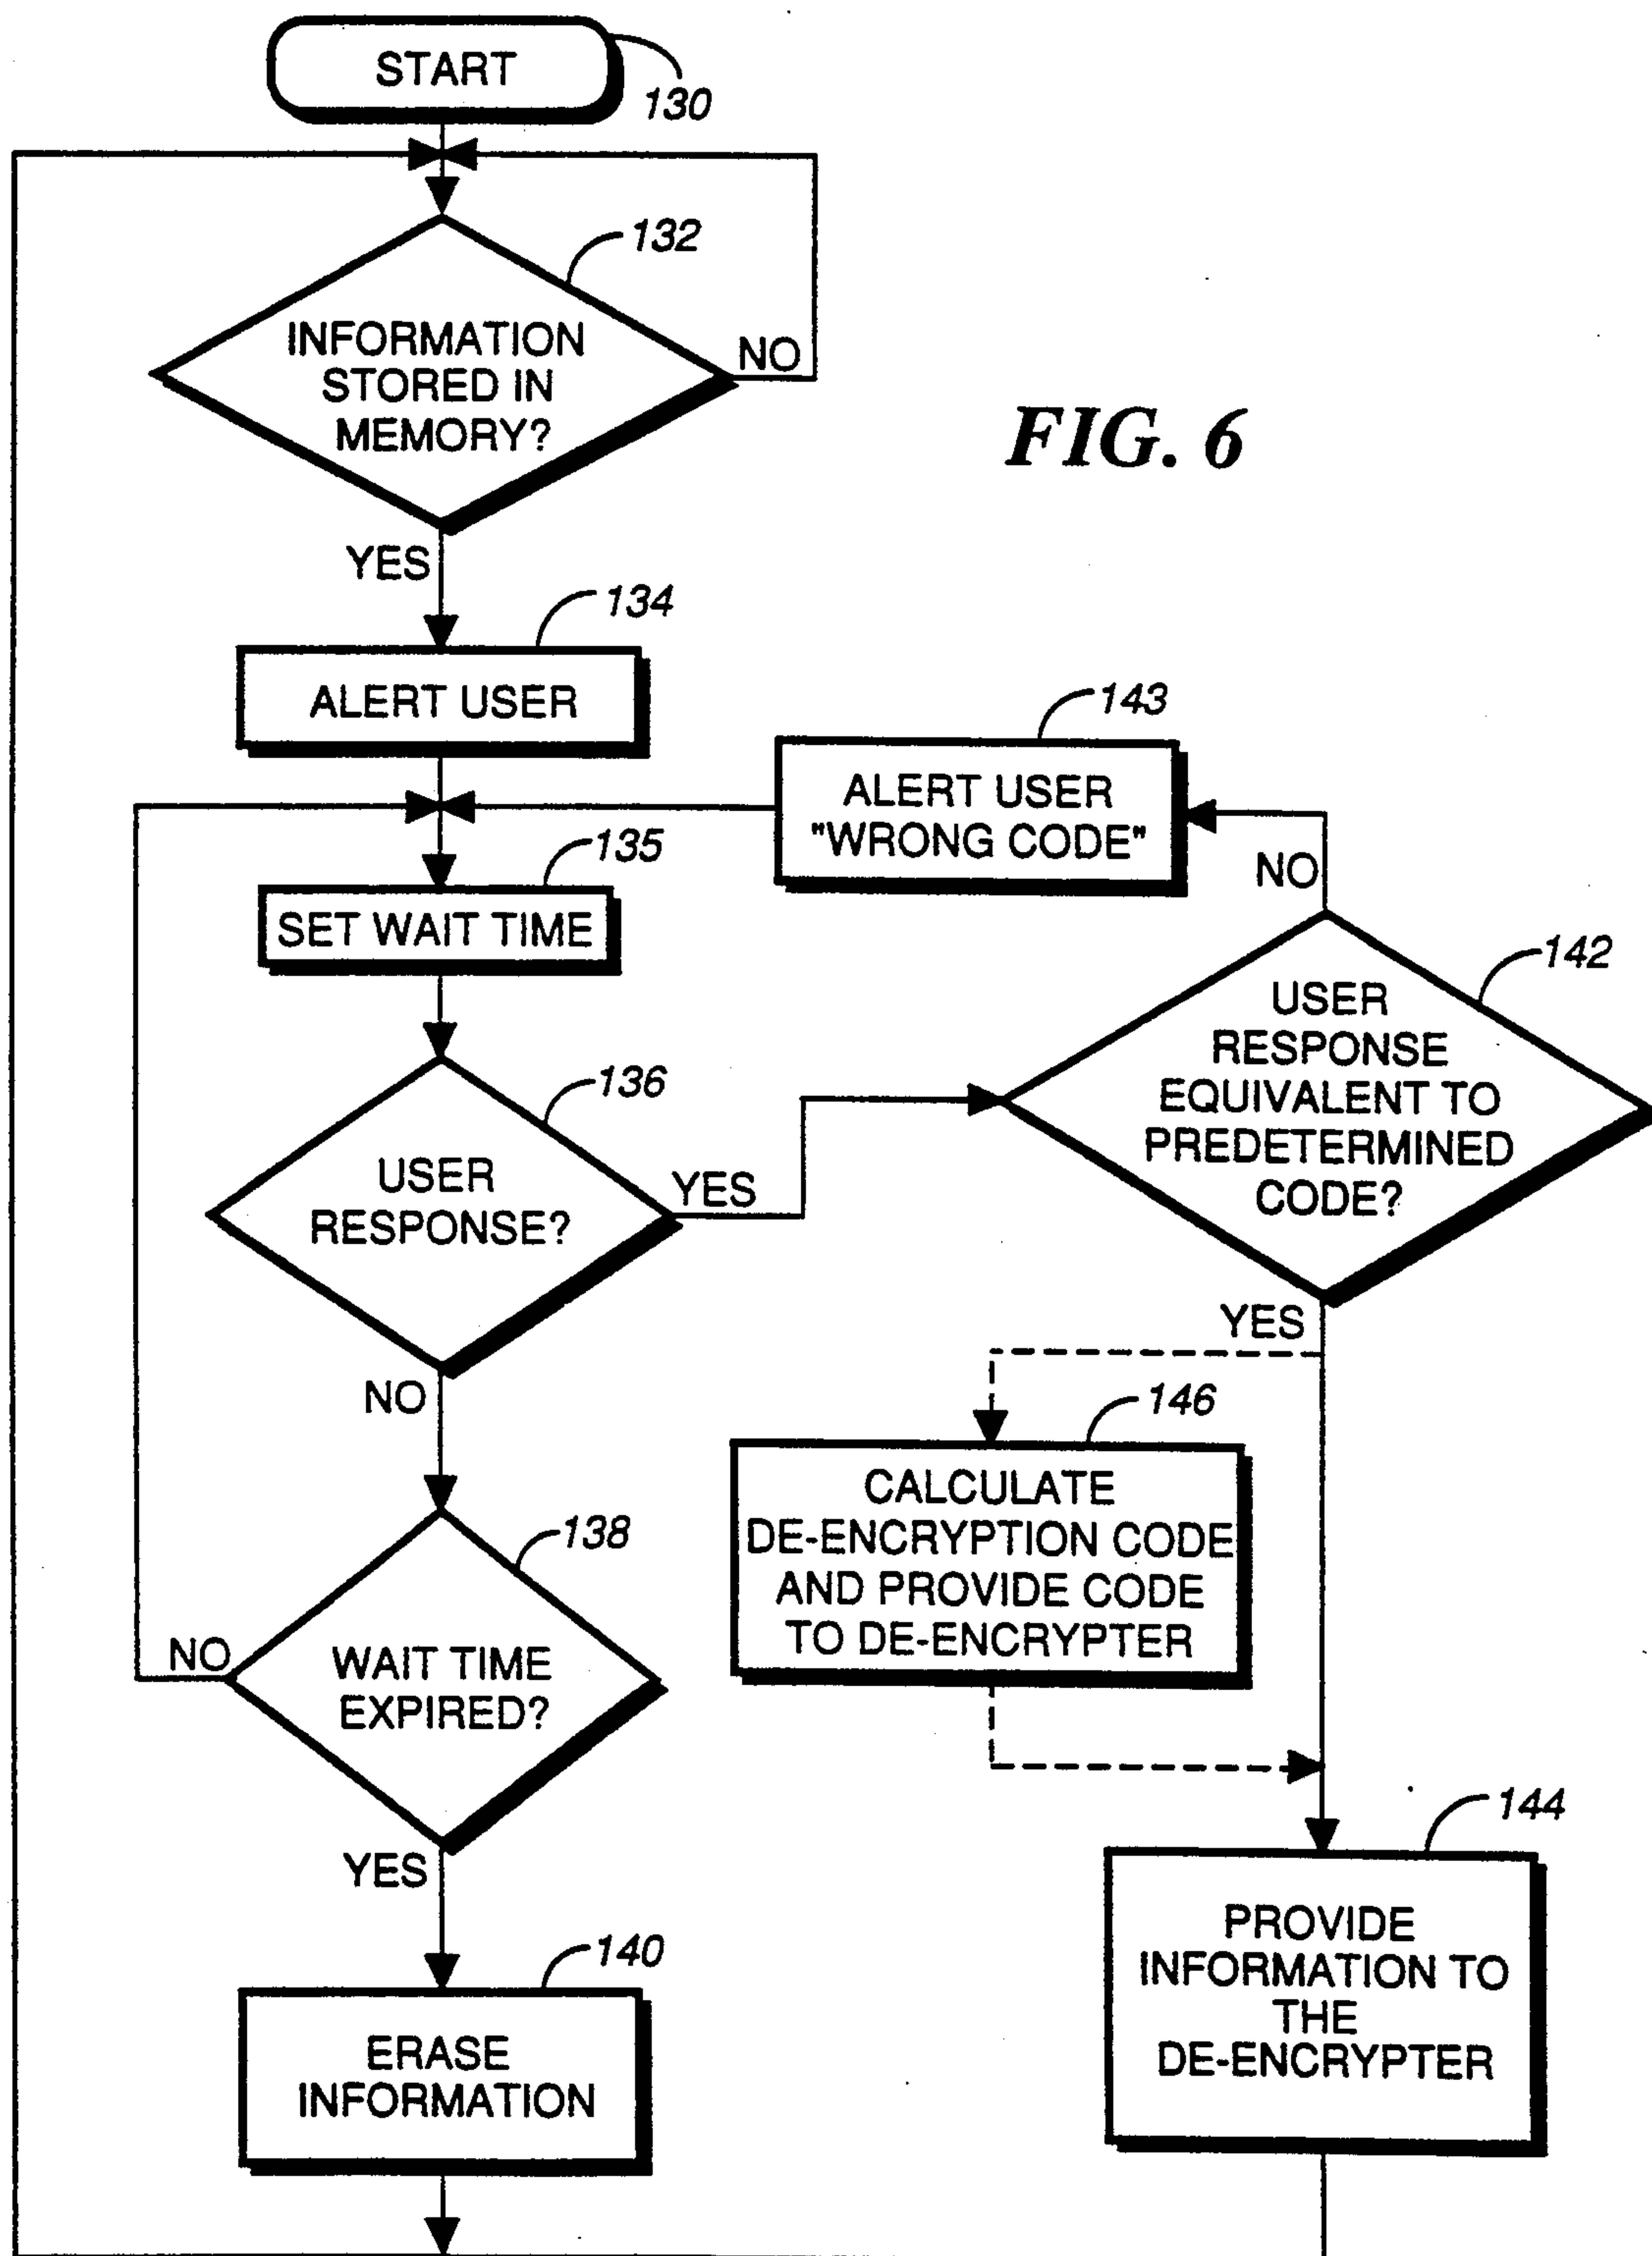 START
130
132
INFORMATION
STORED IN
MEMORY?
NO
FIG. 6
YES
134
ALERT USER
143
ALERT USER
"WRONG CODE"
135
SET WAIT TIME
NO
142
USER
RESPONSE
EQUIVALENT TO
PREDETERMINED
CODE?
136
USER
RESPONSE?
YES
YES
NO
146
CALCULATE
DE-ENCRYPTION CODE
AND PROVIDE CODE
TO DE-ENCRYPTER
138
WAIT TIME
EXPIRED?
NO
YES
144
PROVIDE
INFORMATION TO
THE
DE-ENCRYPTER
140
ERASE
INFORMATION